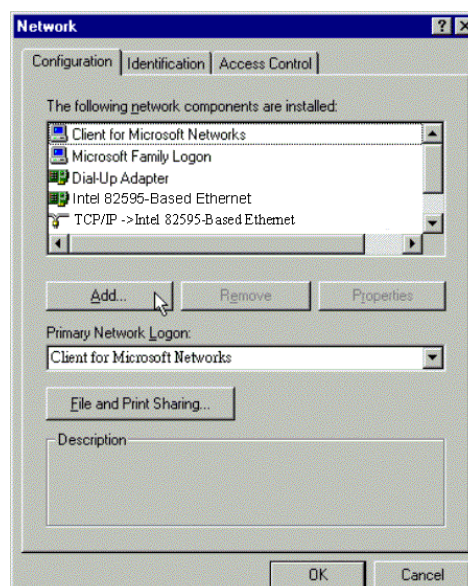 Network
Configuration Identification Access Control
The following network components are installed:
Client for Microsoft Networks
Microsoft Family Logon
Dial-Up Adapter
Intel 82595-Based Ethernet
TCP/IP ->Intel 82595-Based Ethernet
Add... Remove Properties
Primary Network Logon:
Client for Microsoft Networks
File and Print Sharing...
Description
OK Cancel